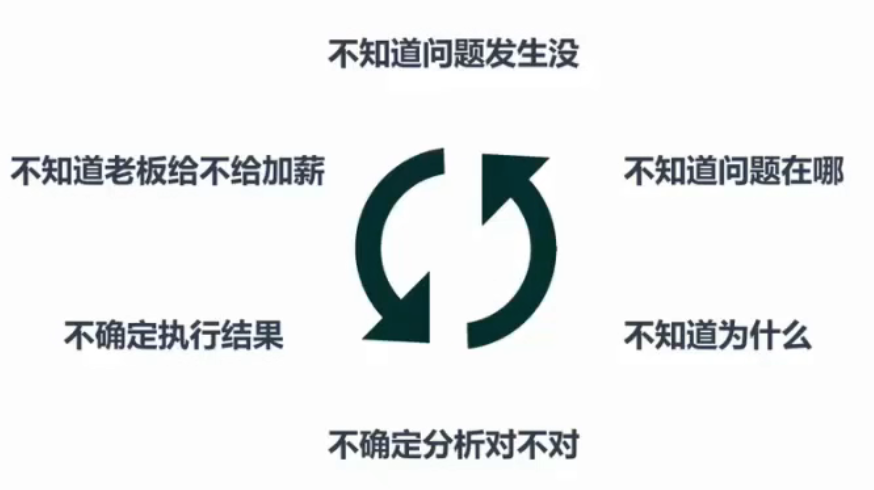 不知道问题发生没
不知道老板给不给加薪
不知道问题在哪
不确定执行结果
不知道为什么
不确定分析对不对